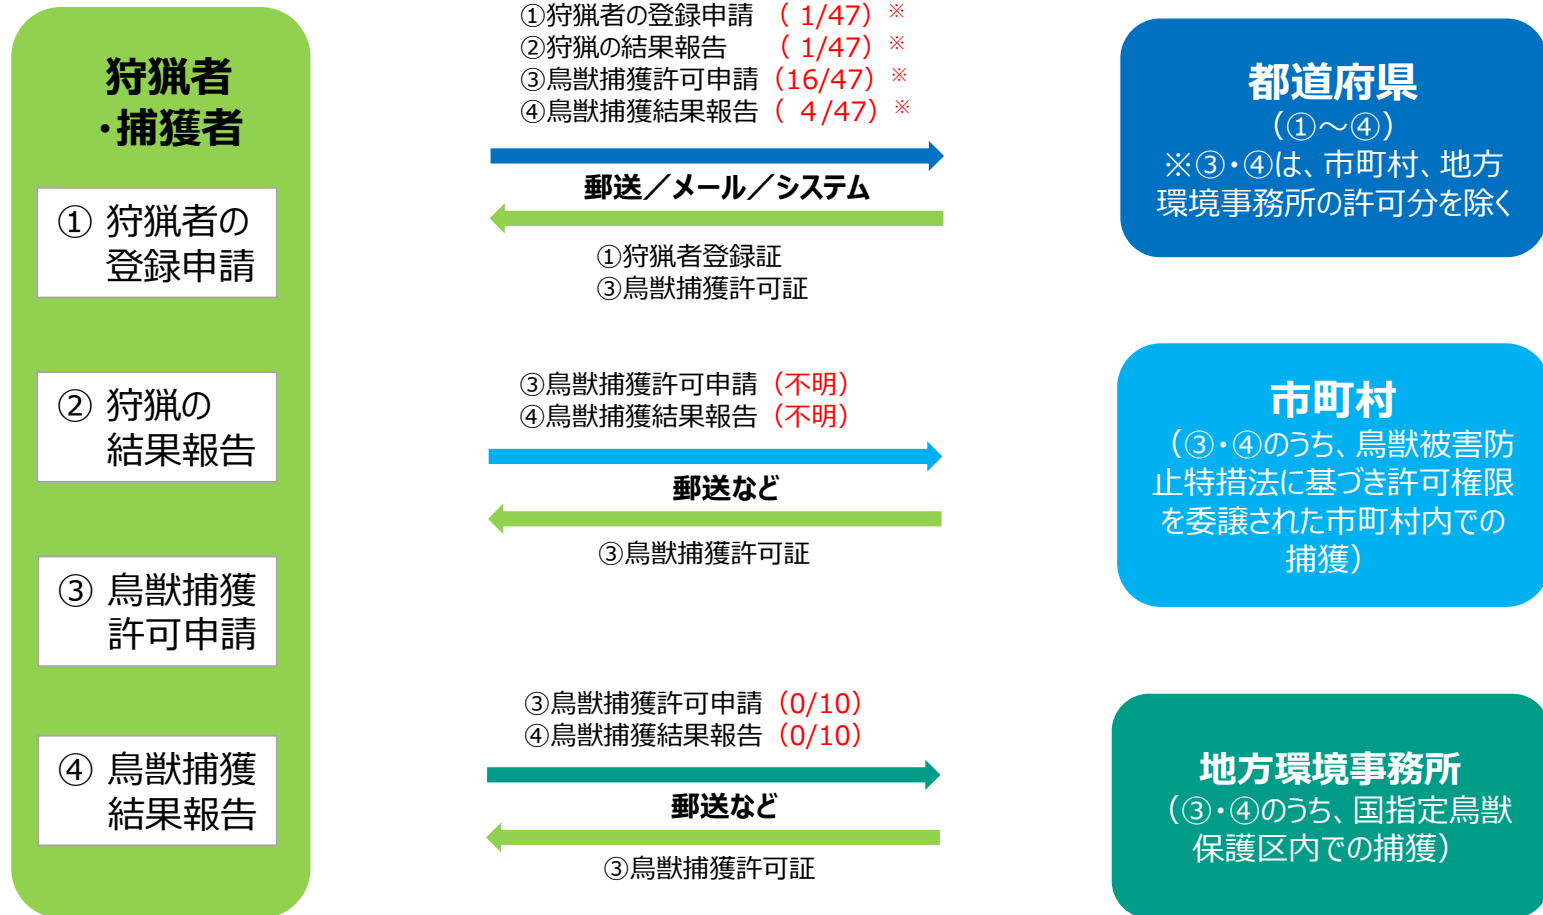 狩猟者
・捕獲者
① 狩猟者の
登録申請
② 狩猟の
結果報告
③ 鳥獣捕獲
許可申請
④ 鳥獣捕獲
結果報告
①狩猟者の登録申請 （ 1/47）※
②狩猟の結果報告 （ 1/47）※
③鳥獣捕獲許可申請（16/47）※
④鳥獣捕獲結果報告（ 4/47）※
郵送／メール／システム
①狩猟者登録証
③鳥獣捕獲許可証
③鳥獣捕獲許可申請（不明）
④鳥獣捕獲結果報告（不明）
郵送など
③鳥獣捕獲許可証
③鳥獣捕獲許可申請（0/10）
④鳥獣捕獲結果報告（0/10）
郵送など
③鳥獣捕獲許可証
都道府県
（①～④）
※③・④は、市町村、地方
環境事務所の許可分を除く
市町村
（③・④のうち、鳥獣被害防
止特措法に基づき許可権限
を委譲された市町村内での
捕獲）
地方環境事務所
（③・④のうち、国指定鳥獣
保護区内での捕獲）